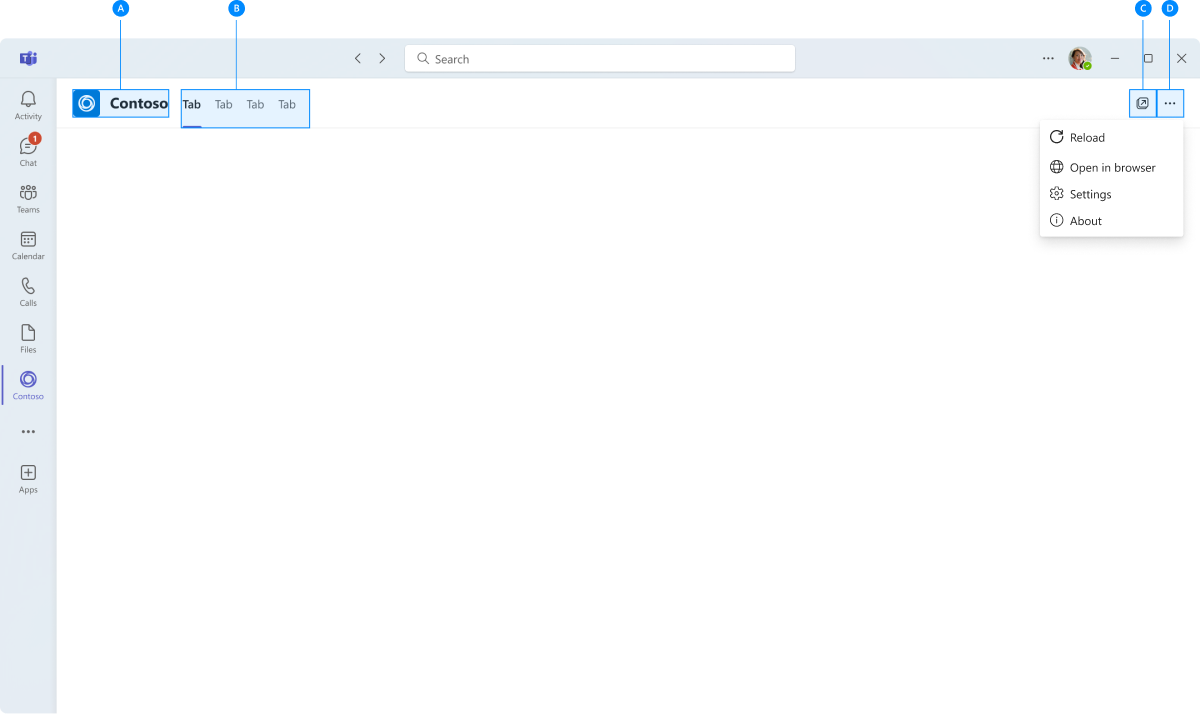 A B C D
Search
Contoso Tab Tab Tab Tab
Activity
1
Chat
Teams
Calendar
Calls
Files
Contoso
Apps
Reload
Open in browser
Settings
About